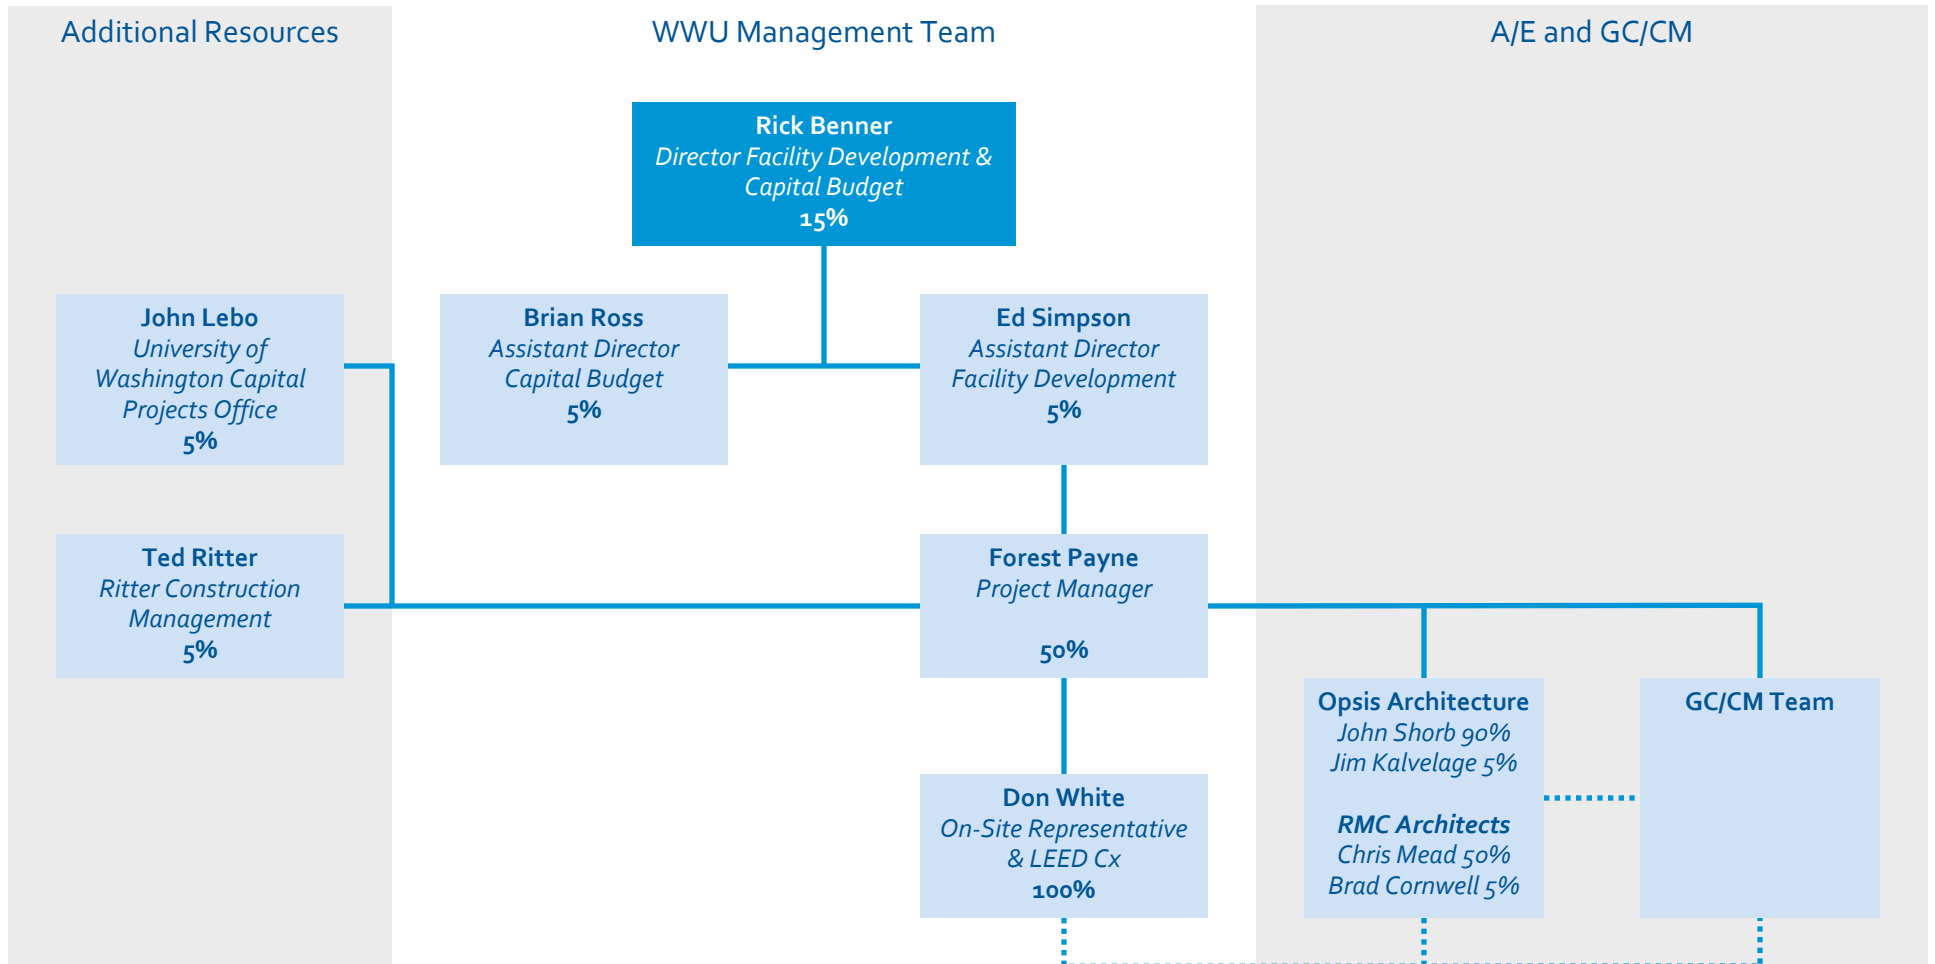 Additional Resources
WWU Management Team
A/E and GC/CM
Rick Benner
Director Facility Development &
Capital Budget
15%
John Lebo
University of
Washington Capital
Projects Office
5%
Brian Ross
Assistant Director
Capital Budget
5%
Ed Simpson
Assistant Director
Facility Development
5%
Ted Ritter
Ritter Construction
Management
5%
Forest Payne
Project Manager
50%
Opsis Architecture
John Shorb 90%
Jim Kalvelage 5%
RMC Architects
Chris Mead 50%
Brad Cornwell 5%
GC/CM Team
Don White
On-Site Representative
& LEED Cx
100%